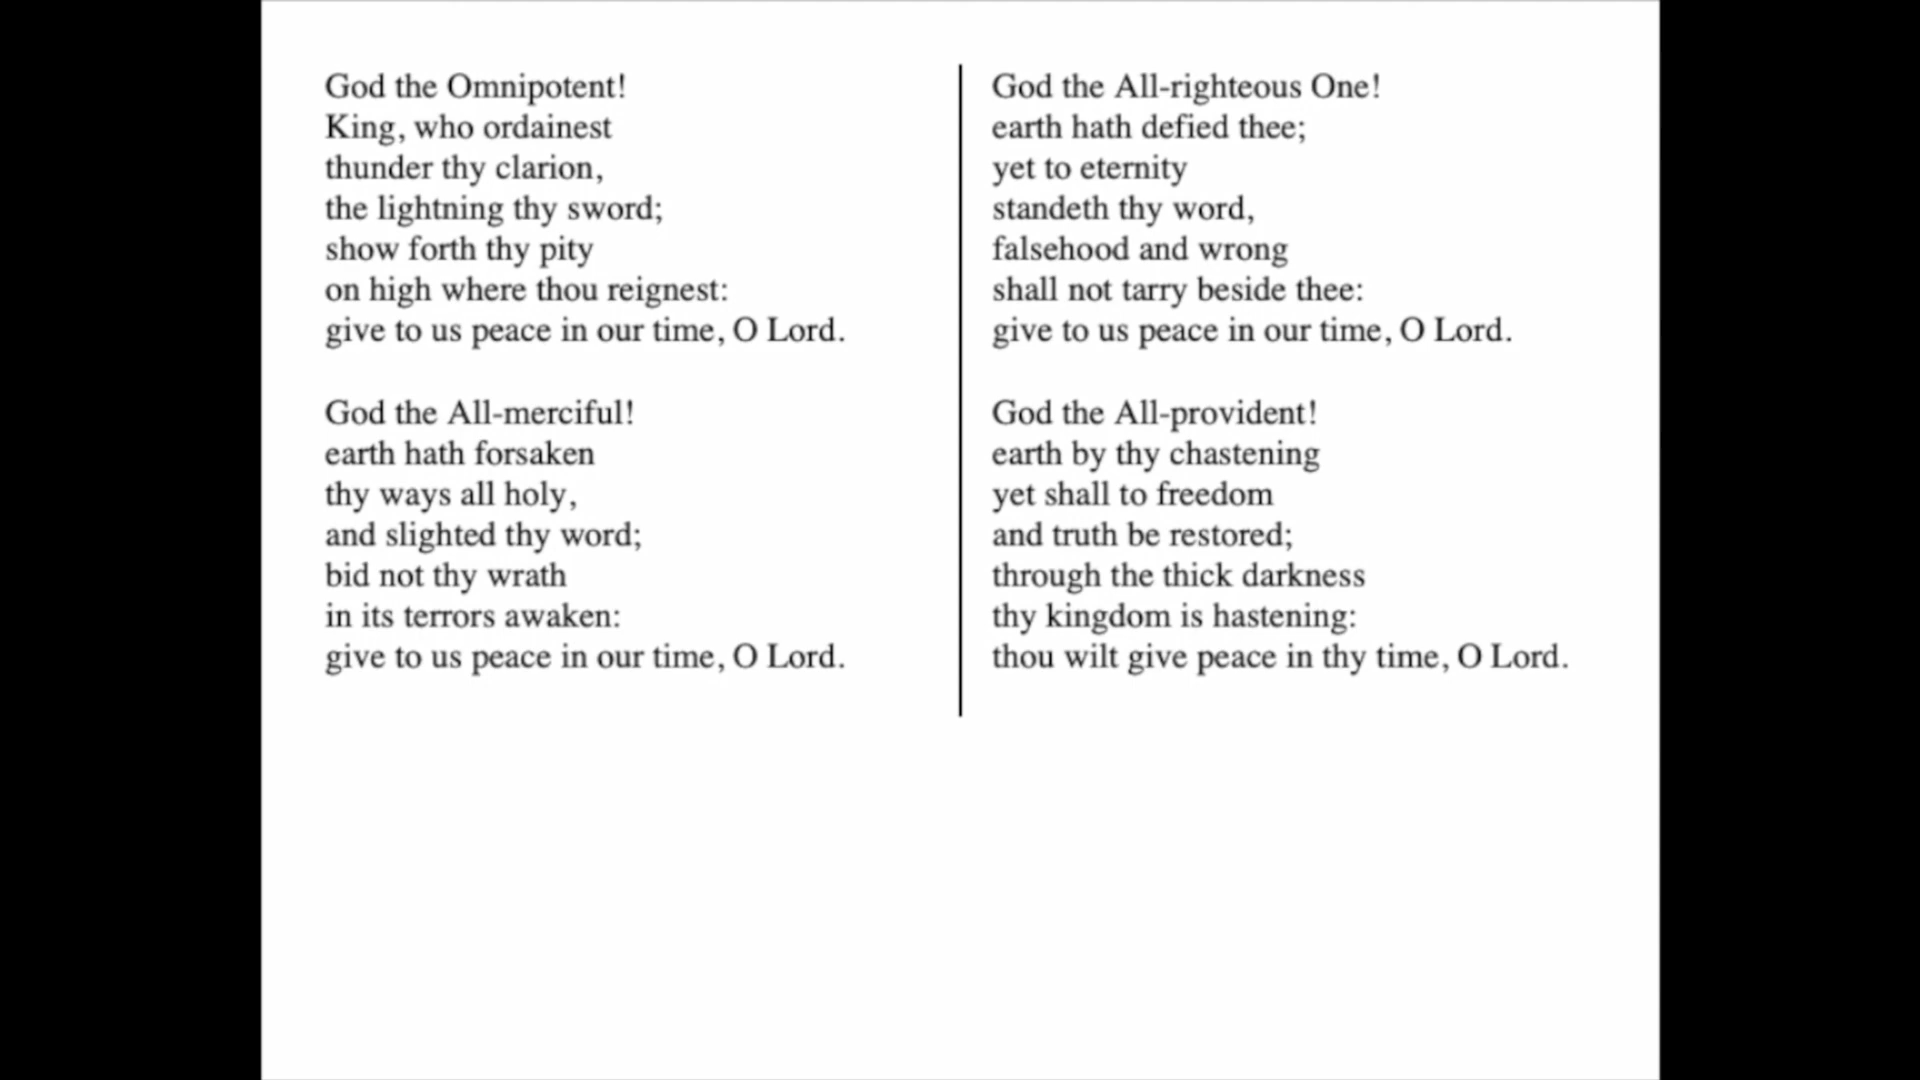 God the Omnipotent!
King, who ordainest
thunder thy clarion,
the lightning thy sword;
show forth thy pity
on high where thou reignest:
give to us peace in our time, O Lord.
God the All-merciful!
earth hath forsaken
thy ways all holy,
and slighted thy word;
bid not thy wrath
in its terrors awaken:
give to us peace in our time, O Lord.
God the All-righteous One!
earth hath defied thee;
yet to eternity
standeth thy word,
falsehood and wrong
shall not tarry beside thee:
give to us peace in our time, O Lord.
God the All-provident!
earth by thy chastening
yet shall to freedom
and truth be restored;
through the thick darkness
thy kingdom is hastening:
thou wilt give peace in thy time, O Lord.